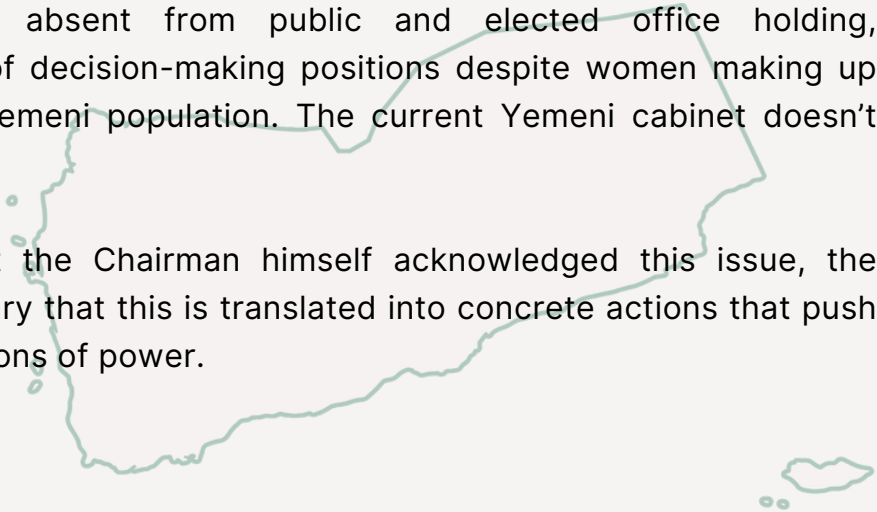 absent from public and elected office holding,
of decision-making positions despite women making up
emeni population. The current Yemeni cabinet doesn’t
the Chairman himself acknowledged this issue, the
ry that this is translated into concrete actions that push
ons of power.